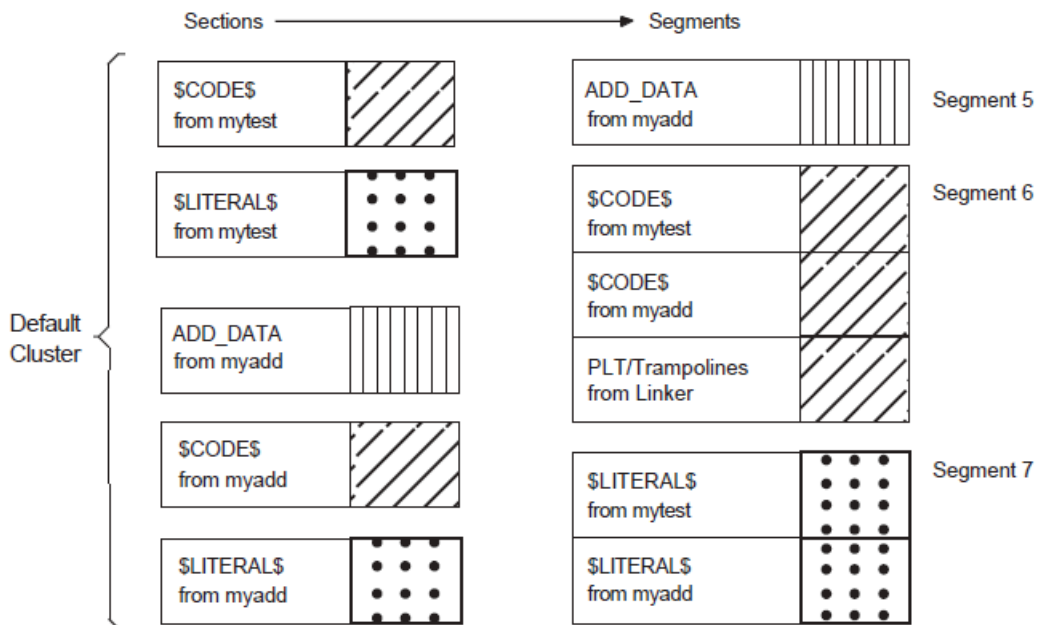 Sections
Segments
Default
Cluster
$CODE$
from mytest
$LITERAL$
from mytest
ADD_DATA
from myadd
$CODE$
from myadd
$LITERAL$
from myadd
ADD_DATA
from myadd
Segment 5
$CODE$
from mytest
Segment 6
$CODE$
from myadd
PLT/Trampolines
from Linker
$LITERAL$
from mytest
Segment 7
$LITERAL$
from myadd